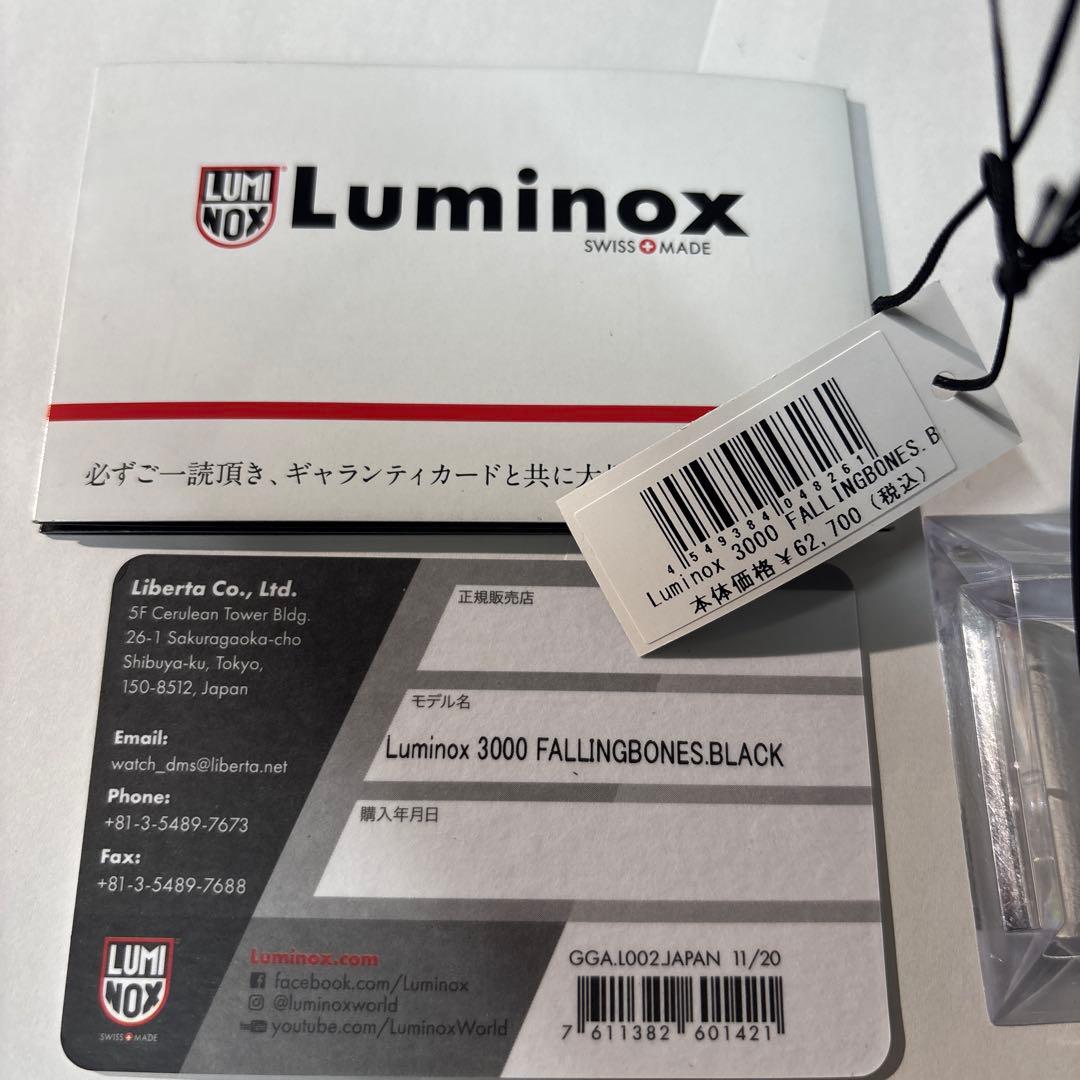 LUMI
NOX
Luminox
SWISS MADE
必ずご一読頂き、ギャランティカードと共に大
4 549384 048261
Luminox 3000 FALLINGBONES.B
本体価格¥62,700(税込)
Liberta Co., Ltd.
5F Cerulean Tower Bldg.
26-1 Sakuragaoka-cho
Shibuya-ku, Tokyo,
150-8512, Japan
Email:
watch_dms@liberta.net
Phone:
+81-3-5489-7673
Fax:
+81-3-5489-7688
正規販売店
モデル名
Luminox 3000 FALLINGBONES.BLACK
購入年月日
LUMI
NOX
SWISS MADE
Luminox.com
facebook.com/Luminox
@luminoxworld
youtube.com/LuminoxWorld
GGA.L002.JAPAN 11/20
7 611382 601421